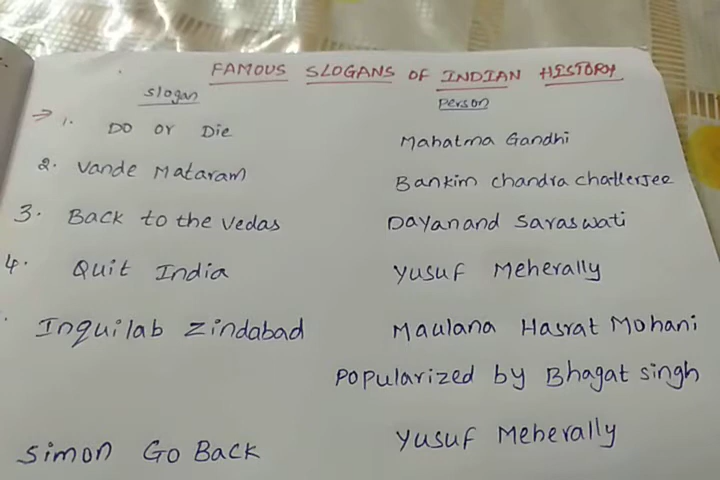 FAMOUS SLOGANS OF INDIAN HISTORY
Slogan Person
→ 1. DO or Die Mahatma Gandhi
2. Vande Mataram Bankim Chandra Chatterjee
3. Back to the Vedas Dayanand Saraswati
4. Quit India Yusuf Meherally
Inquilab Zindabad Maulana Hasrat Mohani
Popularized by Bhagat Singh
Simon Go Back Yusuf Meherally